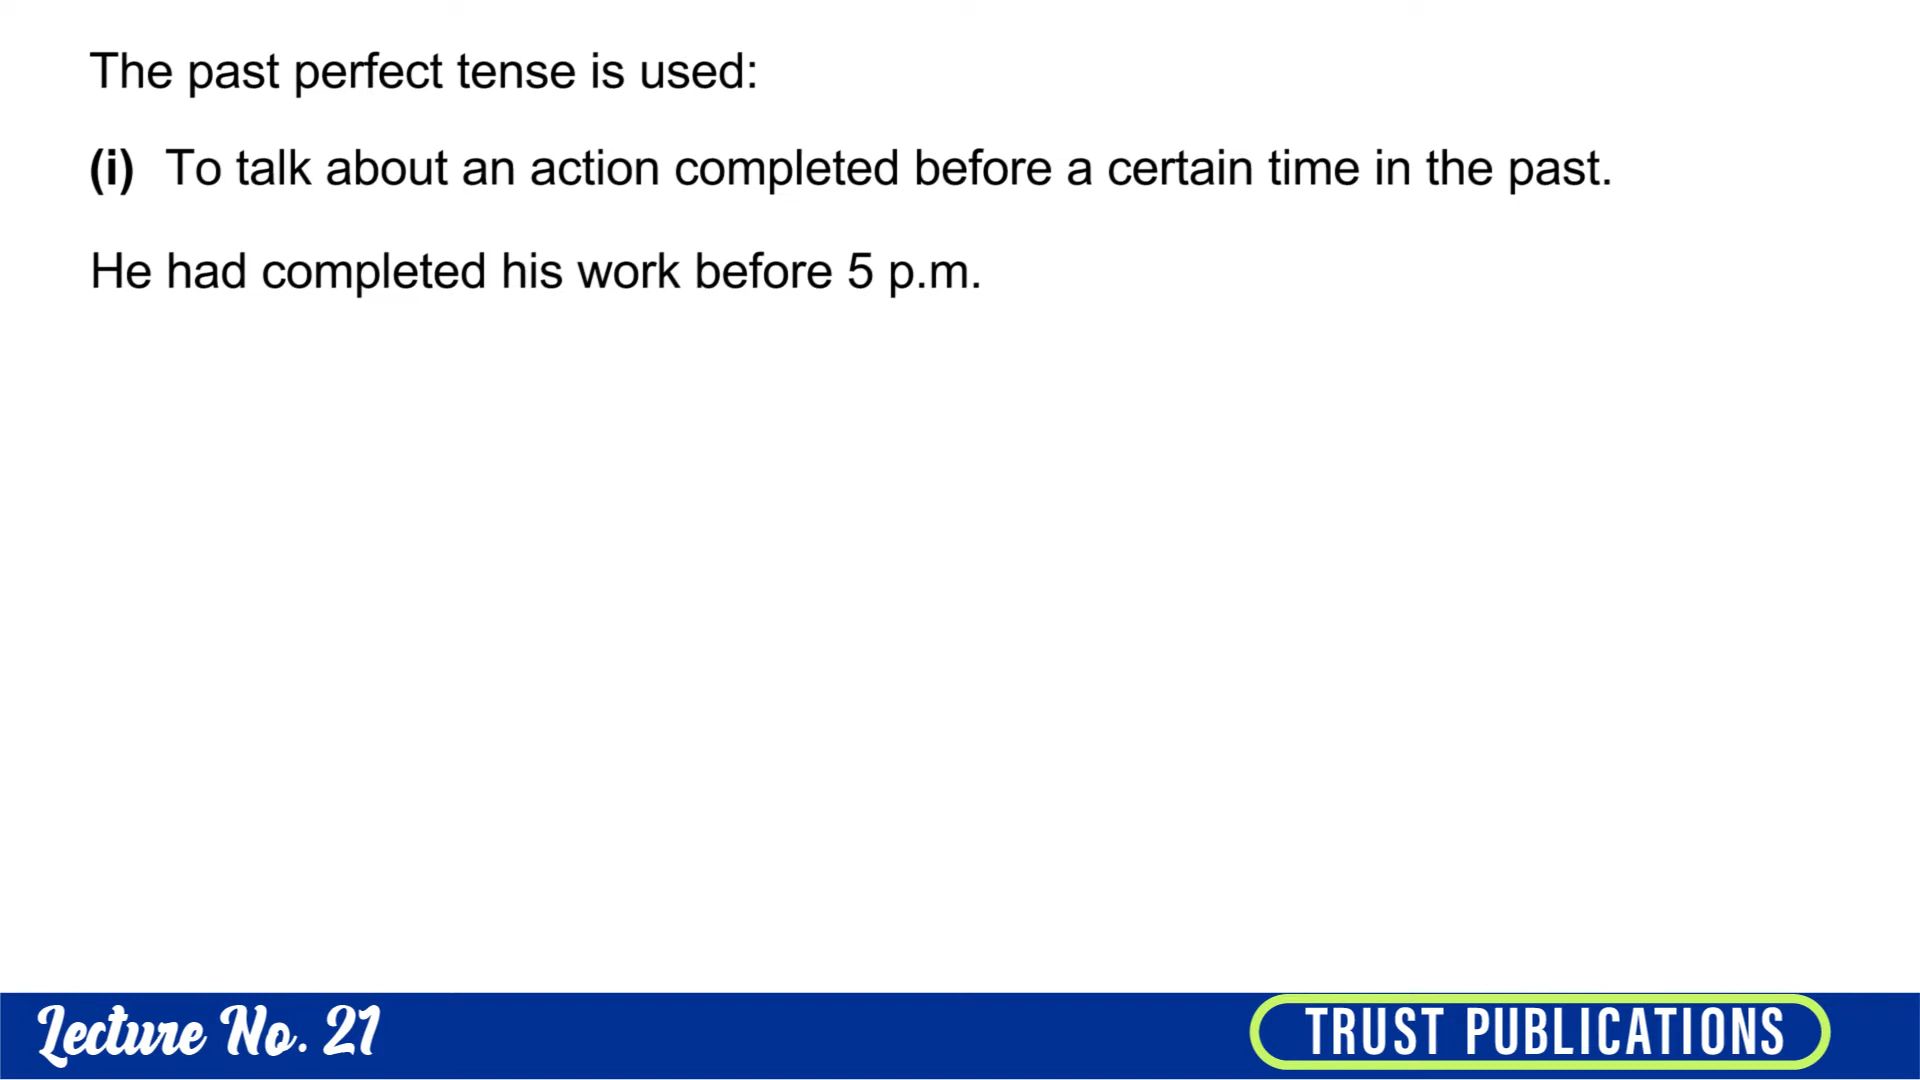 The past perfect tense is used:
(i) To talk about an action completed before a certain time in the past.
He had completed his work before 5 p.m.
Lecture No. 21
TRUST PUBLICATIONS